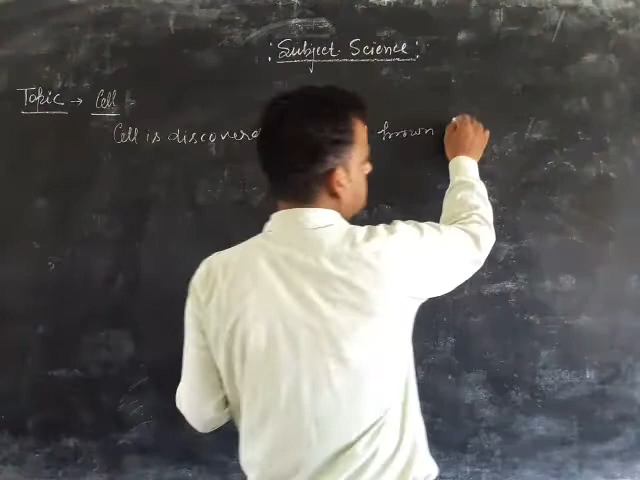 : Subject. Science :
Topic → Cell :-
Cell is discovere brown